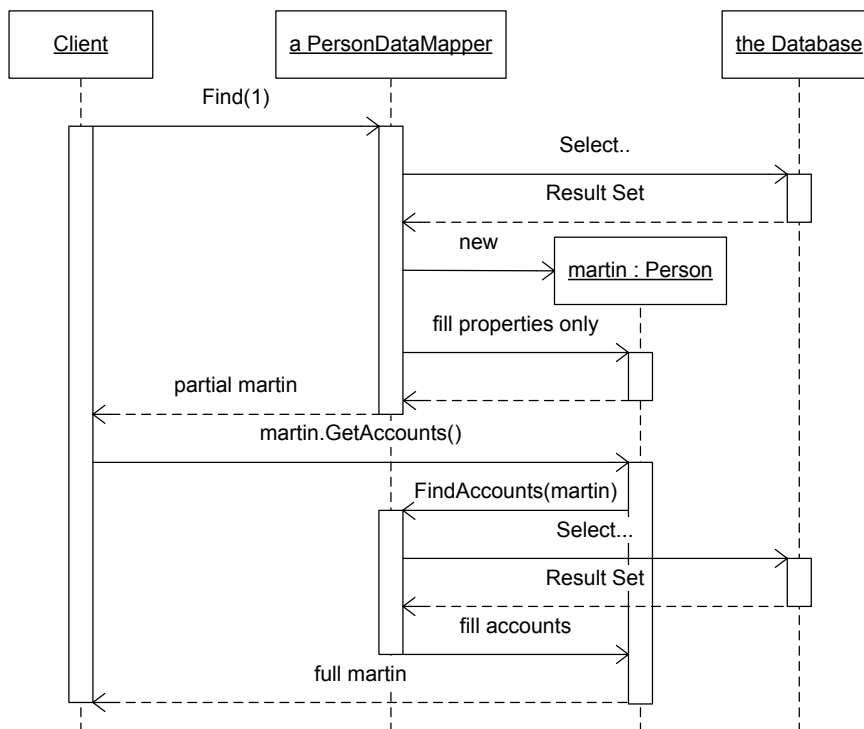 Client
a PersonDataMapper
the Database
Find(1)
Select..
Result Set
new
martin : Person
fill properties only
partial martin
martin.GetAccounts()
FindAccounts(martin)
Select...
Result Set
fill accounts
full martin